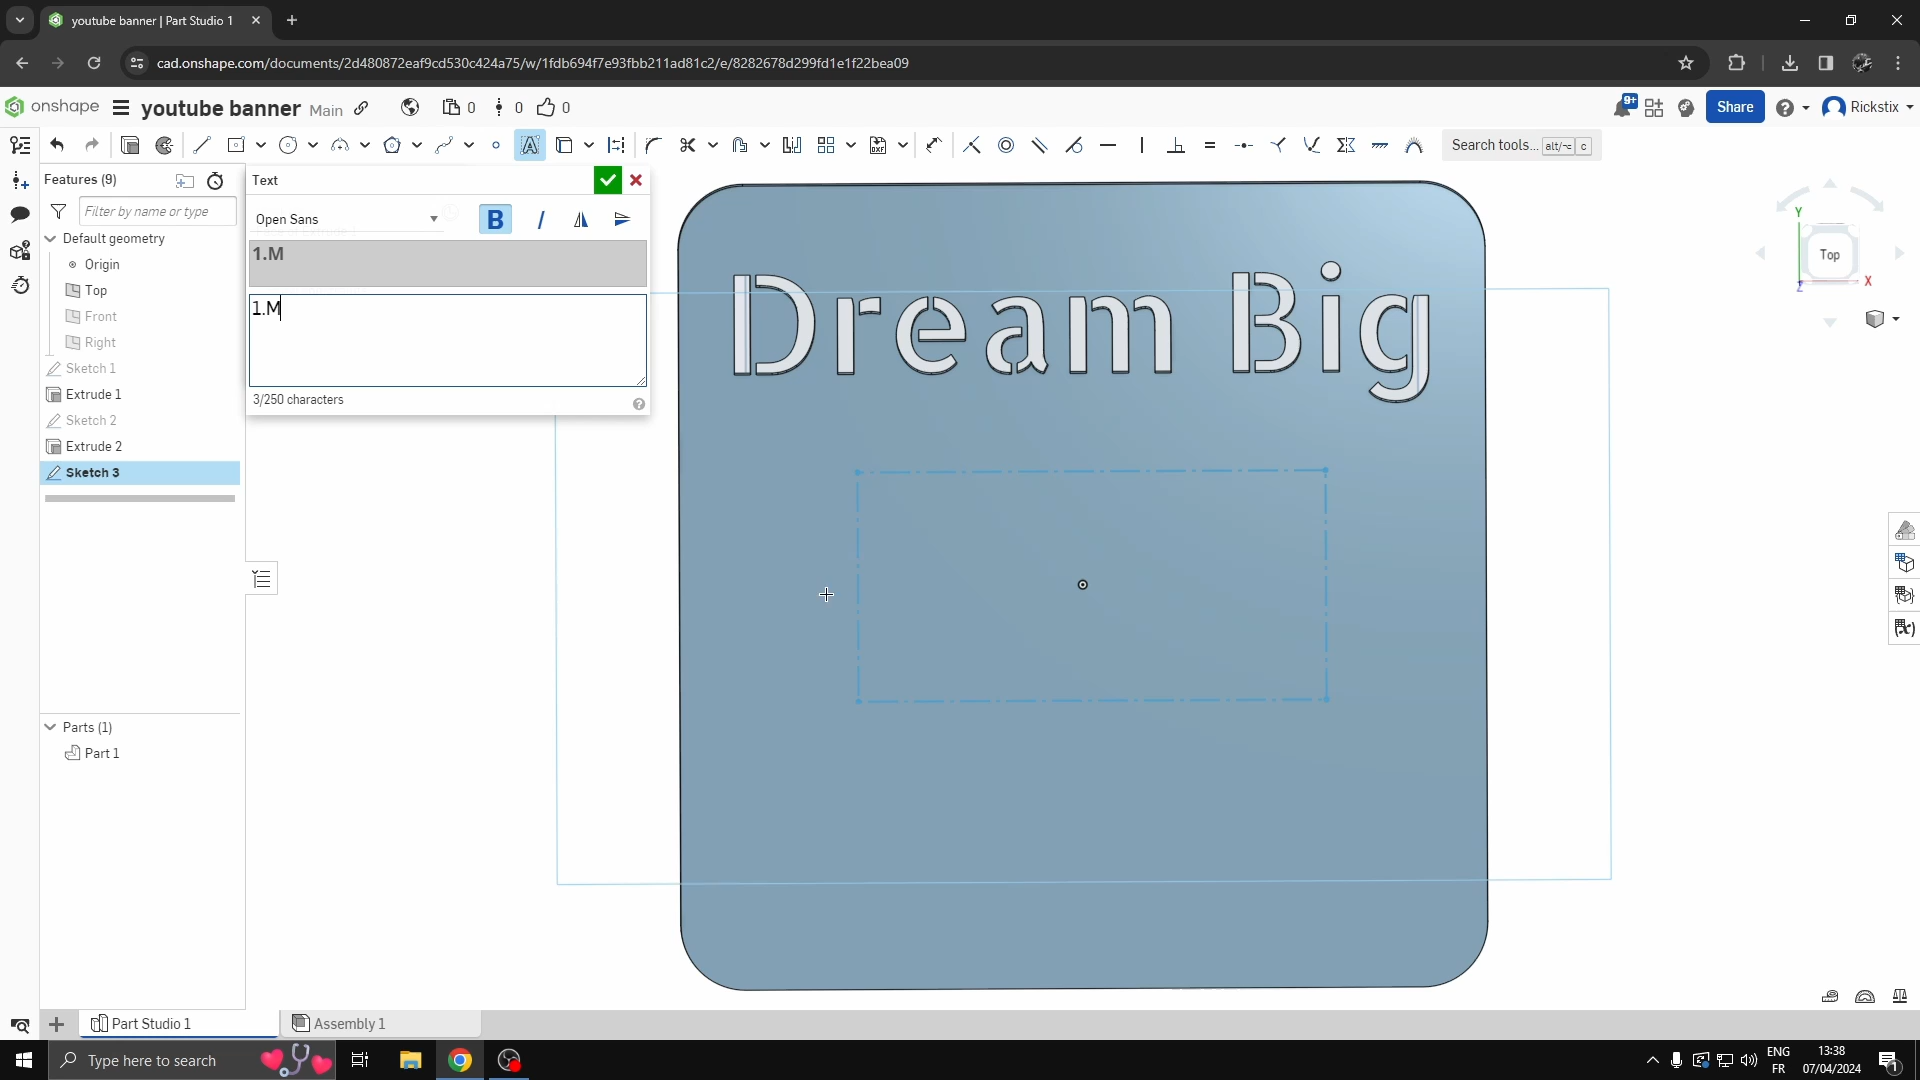 youtube banner | Part Studio 1
cad.onshape.com/documents/2d480872eaf9cd530c424a75/w/1fdb694f7e93fbb211ad81c2/e/8282678d299fd1e1f22bea09
onshape youtube banner Main 0 0 0
9+ Share Rickstix
Search tools... alt/⌥ c
Features (9)
Filter by name or type
Default geometry
Origin
Top
Front
Right
Sketch 1
Extrude 1
Sketch 2
Extrude 2
Sketch 3
Parts (1)
Part 1
Text
Open Sans B I
1.M
1.M
3/250 characters
Dream Big
Y
Top
X
Z
Part Studio 1
Assembly 1
Type here to search
ENG
FR
13:38
07/04/2024
1